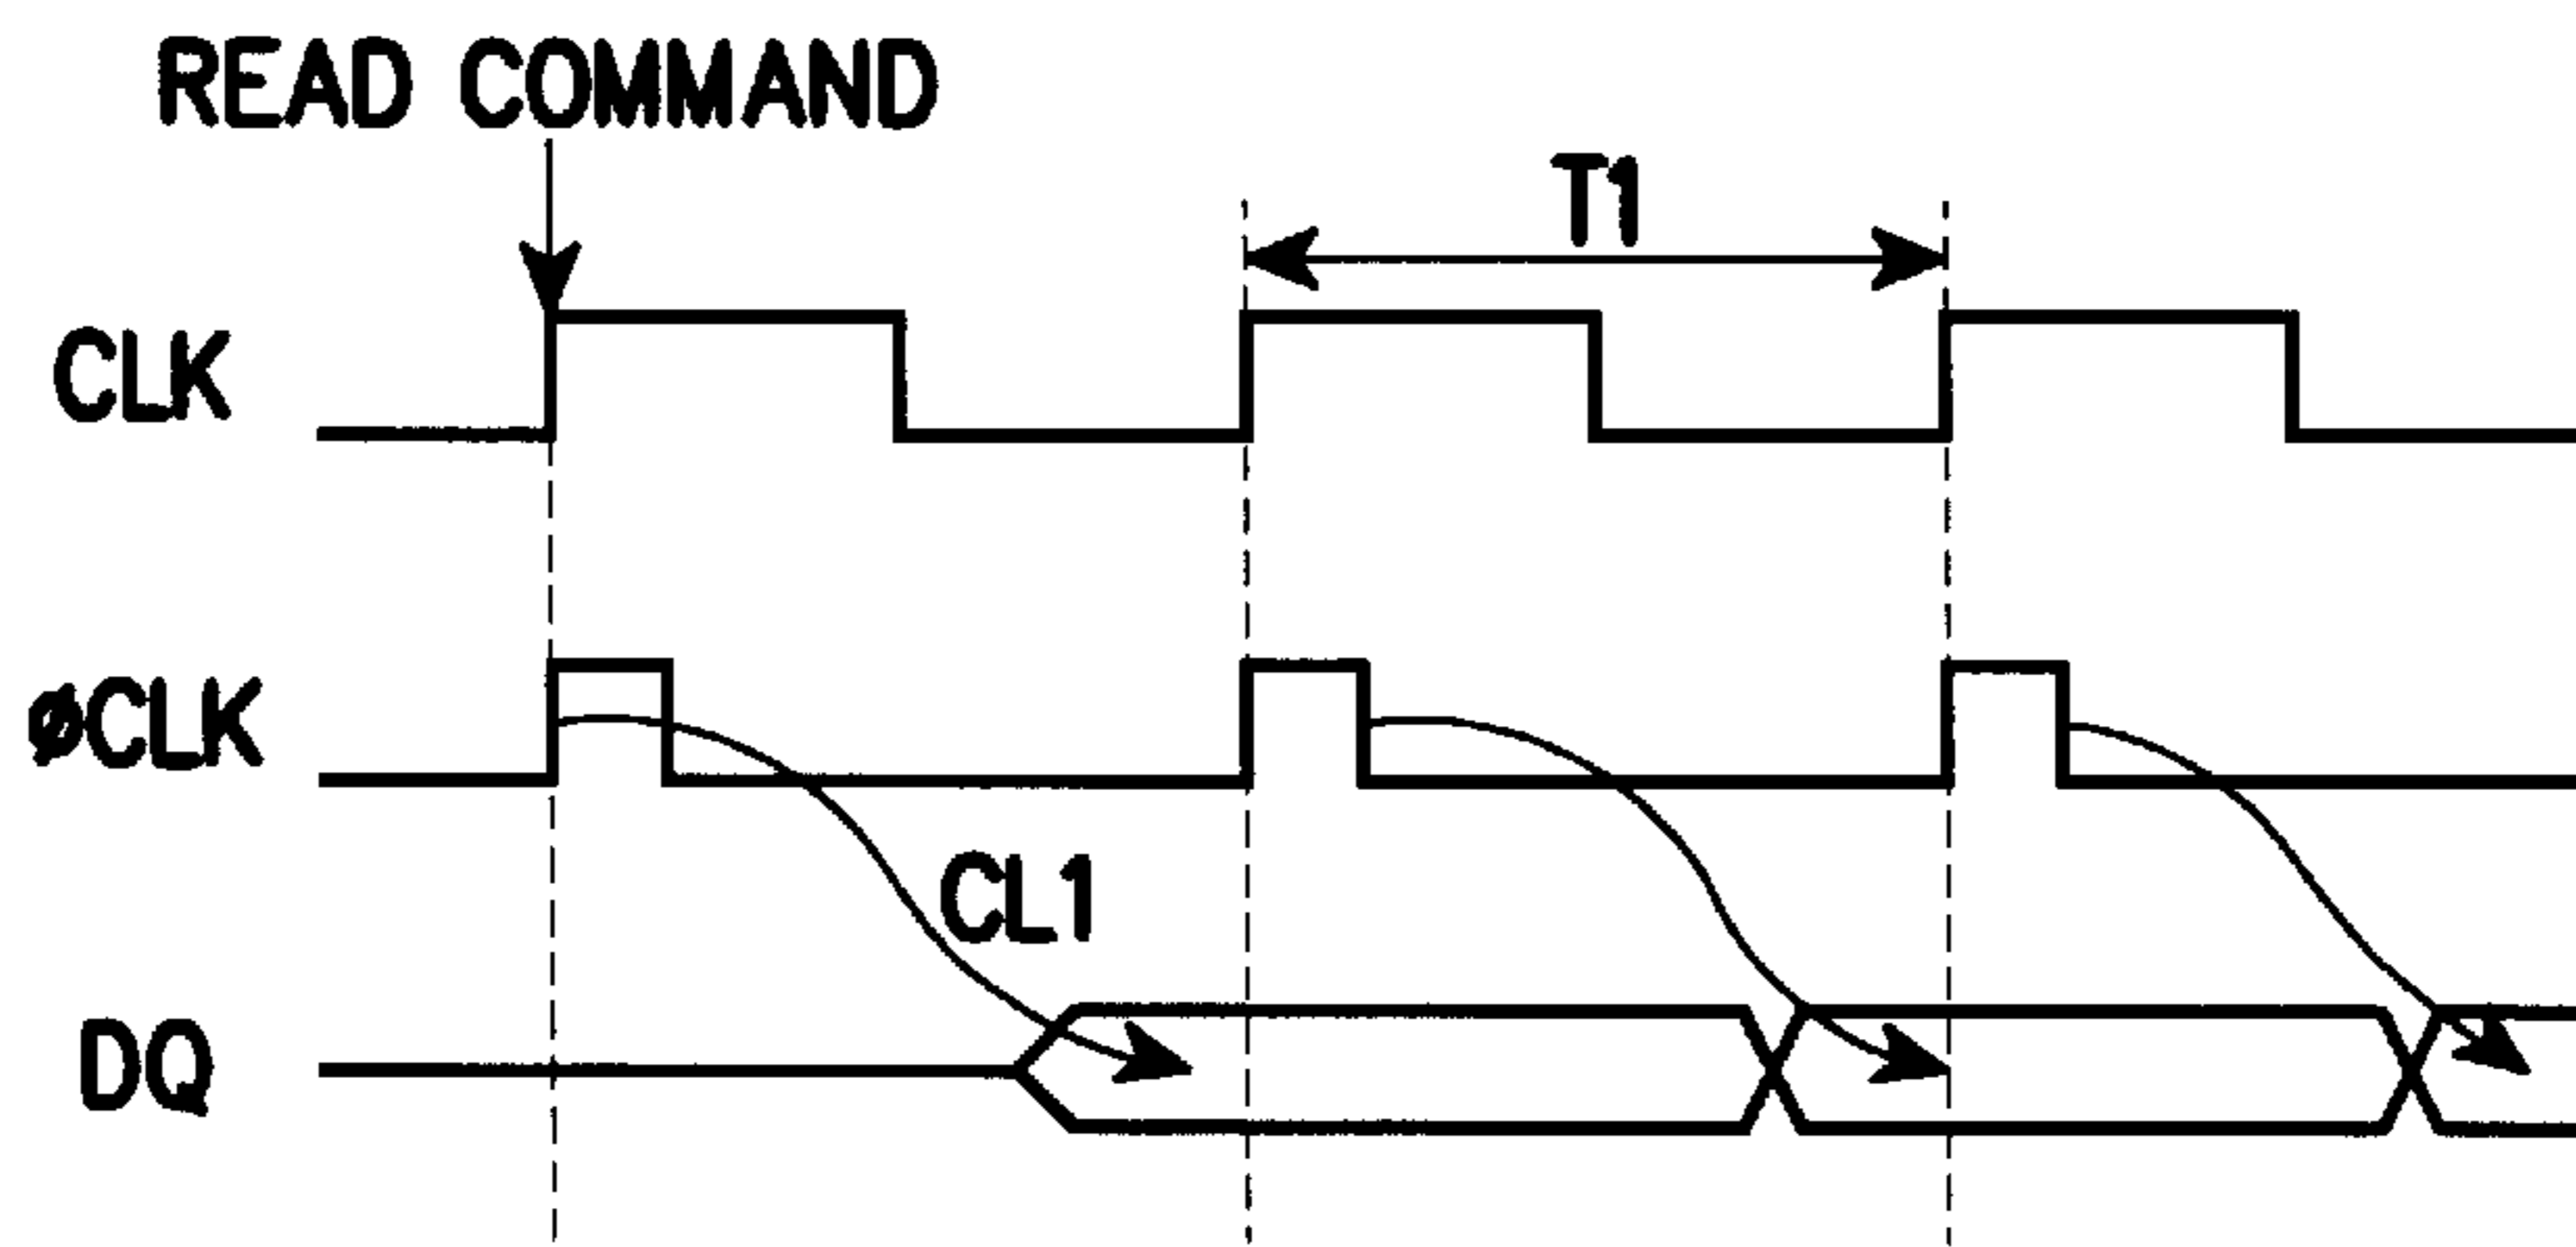 READ COMMAND
T1
CLK
øCLK
CL1
DQ